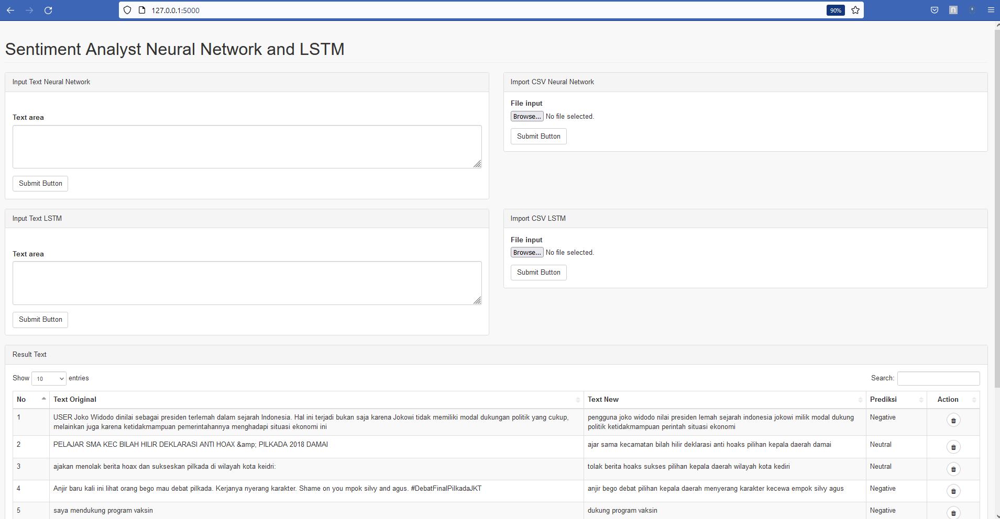 127.0.0.1:5000
90%
Sentiment Analyst Neural Network and LSTM
Input Text Neural Network
Text area
Submit Button
Import CSV Neural Network
File input
Browse... No file selected.
Submit Button
Input Text LSTM
Text area
Submit Button
Import CSV LSTM
File input
Browse... No file selected.
Submit Button
Result Text
Show 10 entries
Search:
No Text Original Text New Prediksi Action
1 USER Joko Widodo dinilai sebagai presiden terlemah dalam sejarah Indonesia. Hal ini terjadi bukan saja karena Jokowi tidak memiliki modal dukungan politik yang cukup,
melainkan juga karena ketidakmampuan pemerintahannya menghadapi situasi ekonomi ini
pengguna joko widodo nilai presiden lemah sejarah indonesia jokowi milik modal dukung
politik ketidakmampuan perintah situasi ekonomi
Negative
2 PELAJAR SMA KEC BILAH HILIR DEKLARASI ANTI HOAX &amp; PILKADA 2018 DAMAI
ajar sama kecamatan bilah hilir deklarasi anti hoaks pilihan kepala daerah damai
Neutral
3 ajakan menolak berita hoax dan sukseskan pilkada di wilayah kota keidri:
tolak berita hoaks sukses pilihan kepala daerah wilayah kota kediri
Neutral
4 Anjir baru kali ini lihat orang bego mau debat pilkada. Kerjanya nyerang karakter. Shame on you mpok silvy and agus. #DebatFinalPilkadaJKT
anjir bego debat pilihan kepala daerah menyerang karakter kecewa empok silvy agus
Negative
5 saya mendukung program vaksin
dukung program vaksin
Negative